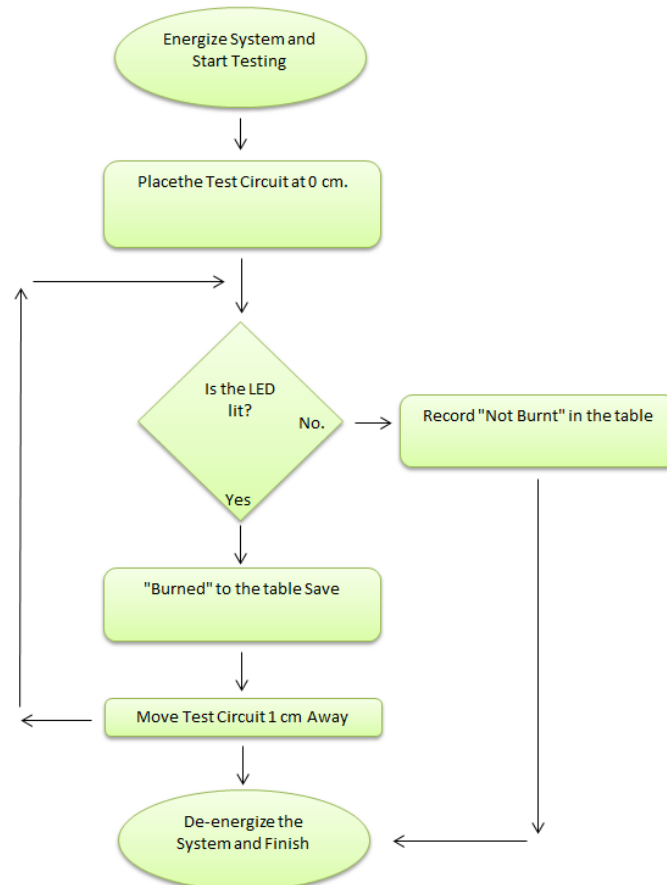 Energize System and
Start Testing
Placethe Test Circuit at 0 cm.
Is the LED
lit?
No.
Yes
Record "Not Burnt" in the table
"Burned" to the table Save
Move Test Circuit 1 cm Away
De-energize the
System and Finish